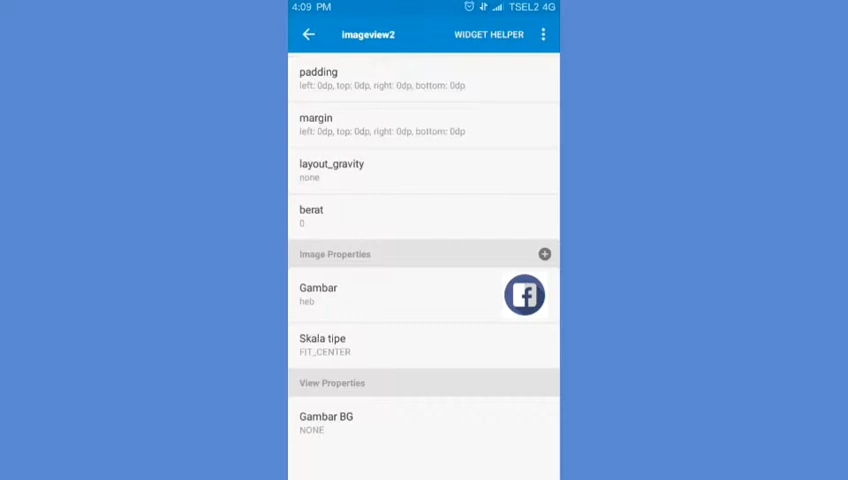 4:09 PM
TSEL2 4G
imageview2
WIDGET HELPER
padding
left: 0dp, top: 0dp, right: 0dp, bottom: 0dp
margin
left: 0dp, top: 0dp, right: 0dp, bottom: 0dp
layout_gravity
none
berat
0
Image Properties
Gambar
heb
Skala tipe
FIT_CENTER
View Properties
Gambar BG
NONE